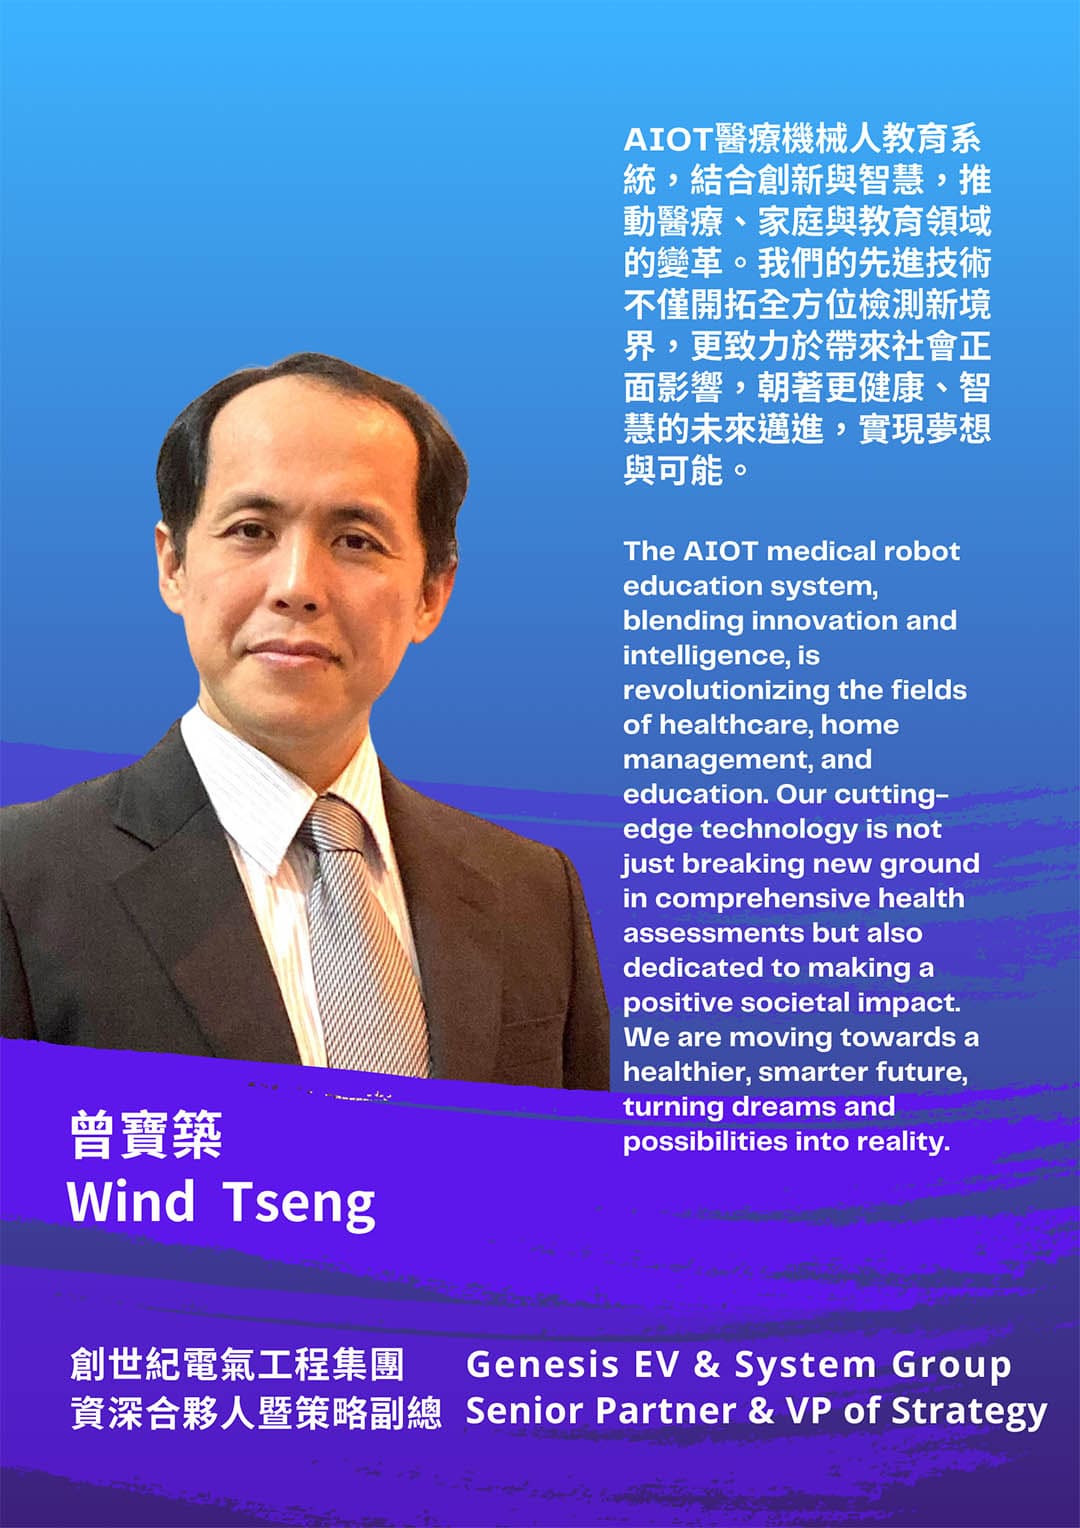 AIOT醫療機械人教育系
統，結合創新與智慧，推
動醫療、家庭與教育領域
的變革。我們的先進技術
不僅開拓全方位檢測新境
界，更致力於帶來社會正
面影響，朝著更健康、智
慧的未來邁進，實現夢想
與可能。
The AIOT medical robot
education system,
blending innovation and
intelligence, is
revolutionizing the fields
of healthcare, home
management, and
education. Our cutting-
edge technology is not
just breaking new ground
in comprehensive health
assessments but also
dedicated to making a
positive societal impact.
We are moving towards a
healthier, smarter future,
turning dreams and
possibilities into reality.
曾寶築
Wind Tseng
創世紀電氣工程集團
資深合夥人暨策略副總
Genesis EV & System Group
Senior Partner & VP of Strategy